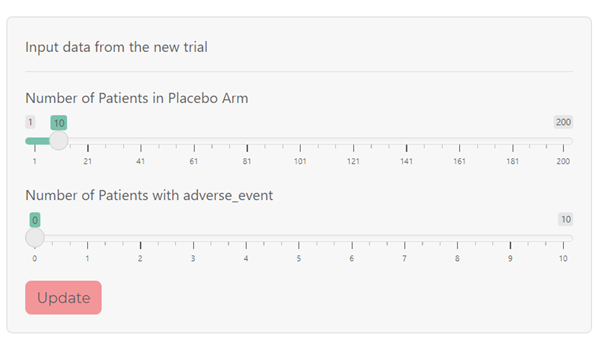 Input data from the new trial
Number of Patients in Placebo Arm
1 10 200
1 21 41 61 81 101 121 141 161 181 200
Number of Patients with adverse_event
0 10
0 1 2 3 4 5 6 7 8 9 10
Update